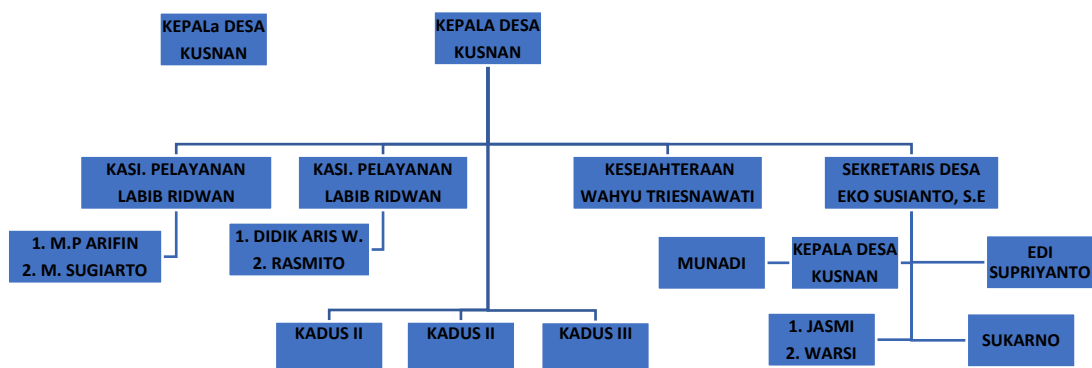 KEPALa DESA
KUSNAN
KEPALA DESA
KUSNAN
KASI. PELAYANAN
LABIB RIDWAN
KASI. PELAYANAN
LABIB RIDWAN
KESEJAHTERAAN
WAHYU TRIESNAWATI
SEKRETARIS DESA
EKO SUSIANTO, S.E
1. M.P ARIFIN
2. M. SUGIARTO
1. DIDIK ARIS W.
2. RASMITO
MUNADI
KEPALA DESA
KUSNAN
EDI
SUPRIYANTO
KADUS II
KADUS II
KADUS III
1. JASMI
2. WARSI
SUKARNO